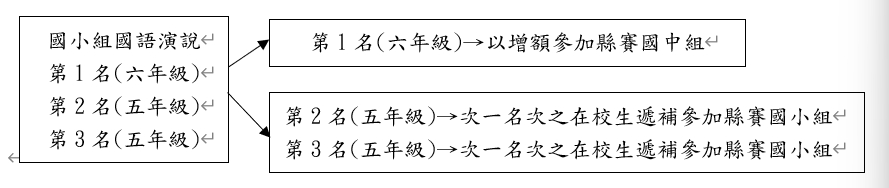 國小組國語演說
第1名(六年級)
第2名(五年級)
第3名(五年級)
第1名(六年級)→以增額參加縣賽國中組
第2名(五年級)→次一名次之在校生遞補參加縣賽國小組
第3名(五年級)→次一名次之在校生遞補參加縣賽國小組